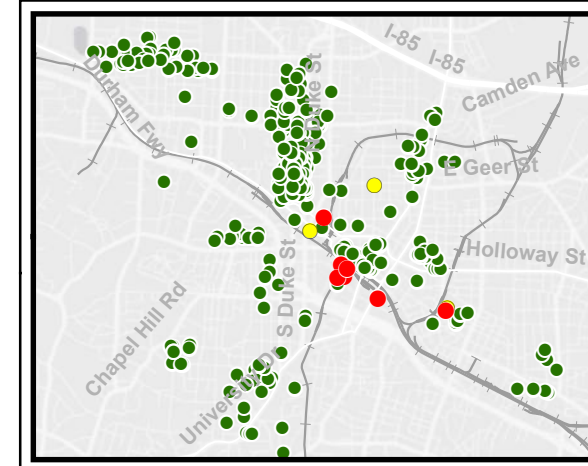 I-85
I-85
Camden Ave
Durham Fwy
N Duke St
E Geer St
Holloway St
S Duke St
Chapel Hill Rd
University Dr